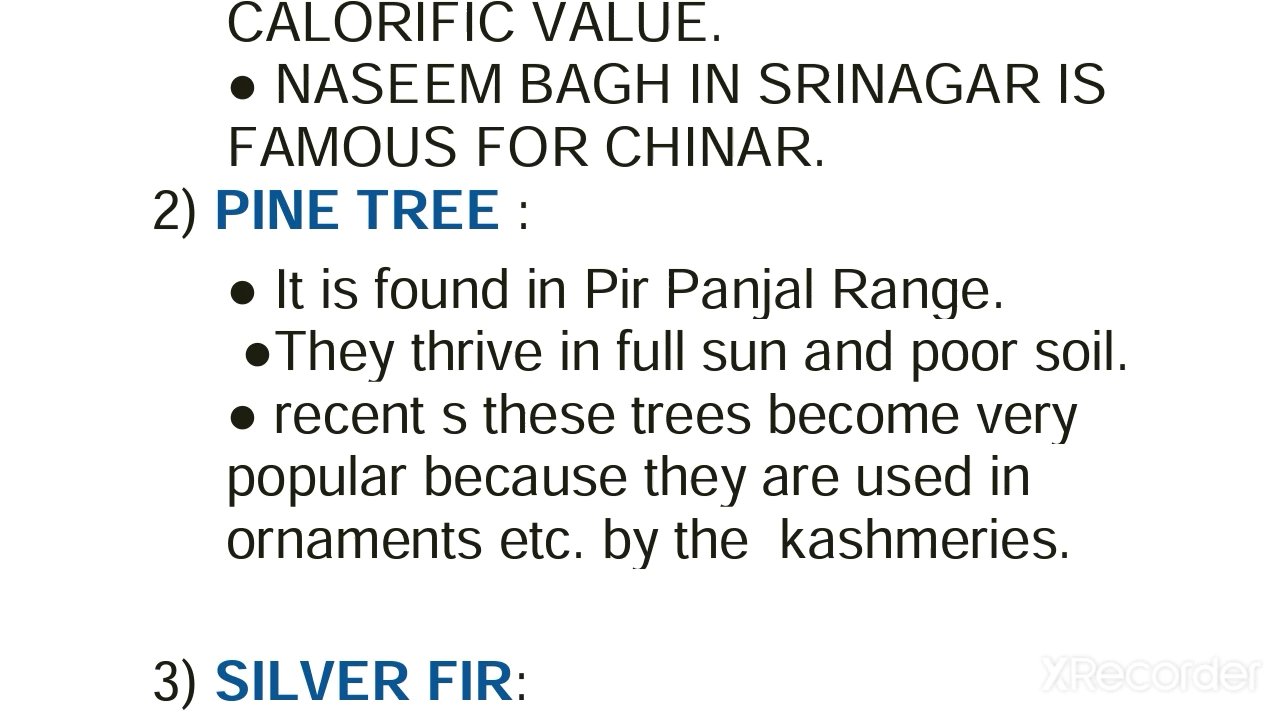 CALORIFIC VALUE.
● NASEEM BAGH IN SRINAGAR IS
FAMOUS FOR CHINAR.
2) PINE TREE :
● It is found in Pir Panjal Range.
●They thrive in full sun and poor soil.
● recent s these trees become very
popular because they are used in
ornaments etc. by the kashmeries.
3) SILVER FIR:
XRecorder